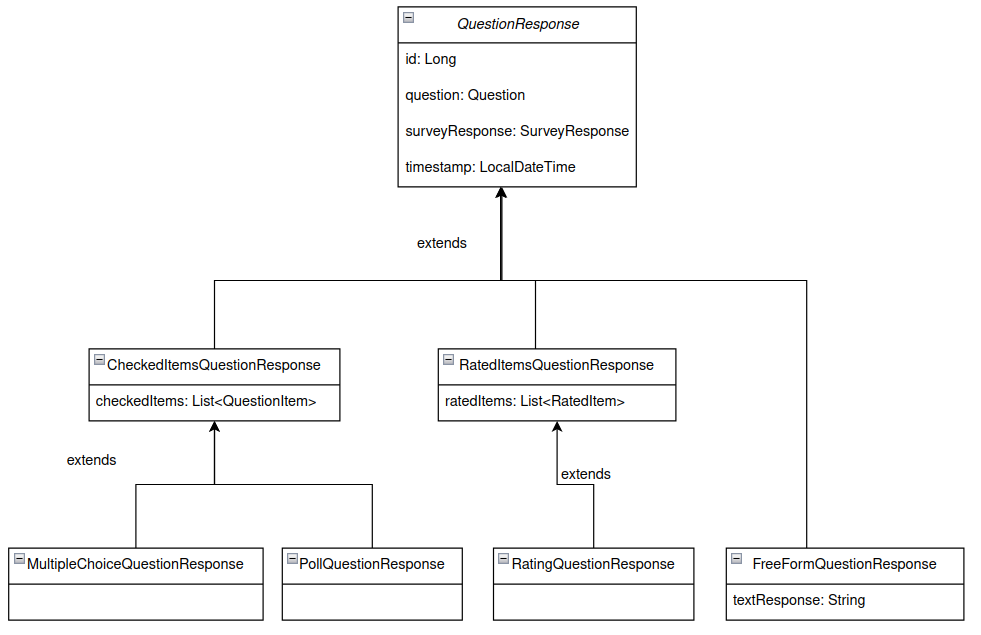 QuestionResponse
id: Long
question: Question
surveyResponse: SurveyResponse
timestamp: LocalDateTime
extends
CheckedItemsQuestionResponse
checkedItems: List<QuestionItem>
RatedItemsQuestionResponse
ratedItems: List<RatedItem>
extends
extends
MultipleChoiceQuestionResponse
PollQuestionResponse
RatingQuestionResponse
FreeFormQuestionResponse
textResponse: String